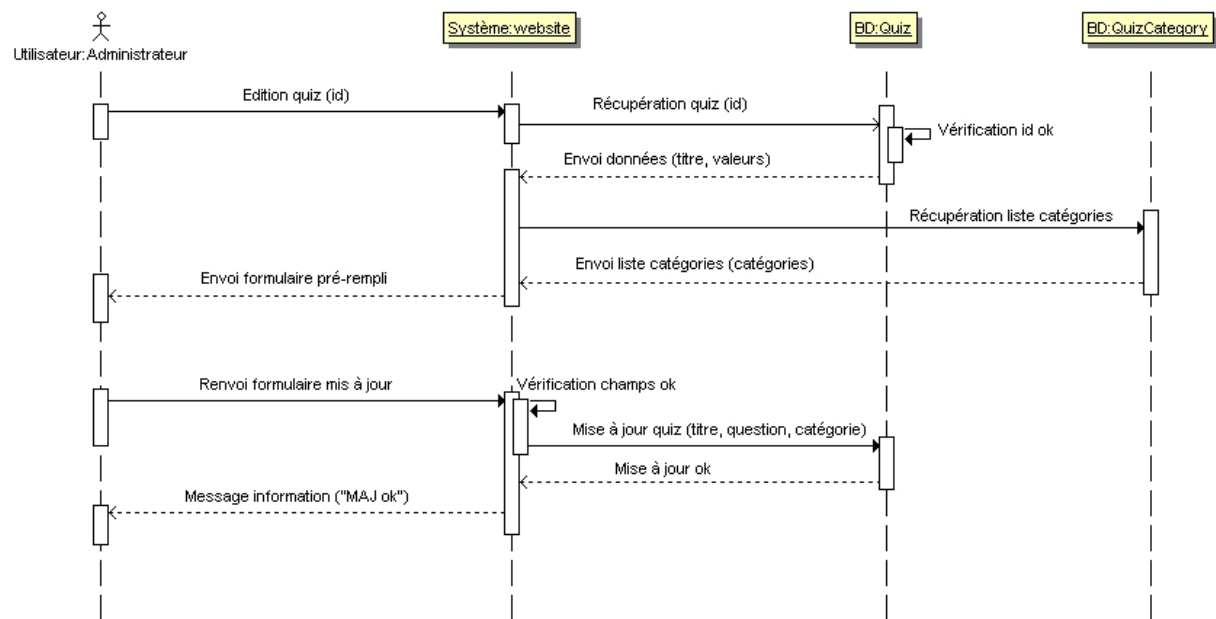 Utilisateur:Administrateur
Système:website
BD:Quiz
BD:QuizCategory
Edition quiz (id)
Récupération quiz (id)
Vérification id ok
Envoi données (titre, valeurs)
Récupération liste catégories
Envoi liste catégories (catégories)
Envoi formulaire pré-rempli
Renvoi formulaire mis à jour
Vérification champs ok
Mise à jour quiz (titre, question, catégorie)
Mise à jour ok
Message information ("MAJ ok")